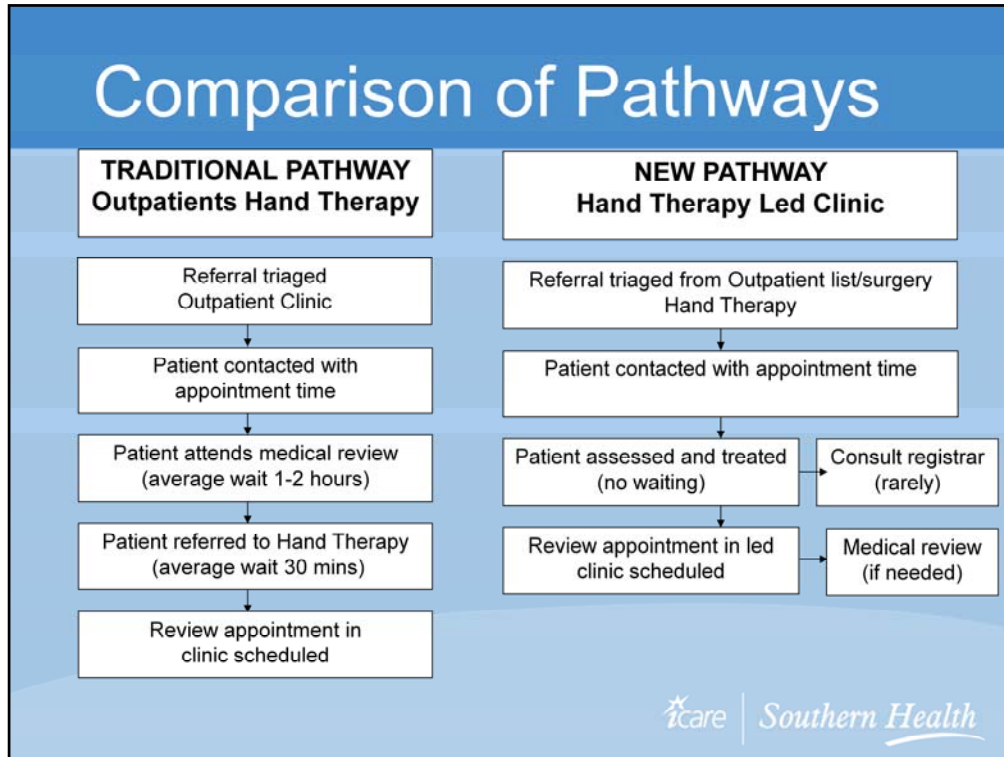 Comparison of Pathways
TRADITIONAL PATHWAY
Outpatients Hand Therapy
Referral triaged
Outpatient Clinic
Patient contacted with
appointment time
Patient attends medical review
(average wait 1-2 hours)
Patient referred to Hand Therapy
(average wait 30 mins)
Review appointment in
clinic scheduled
NEW PATHWAY
Hand Therapy Led Clinic
Referral triaged from Outpatient list/surgery
Hand Therapy
Patient contacted with appointment time
Patient assessed and treated
(no waiting)
Consult registrar
(rarely)
Review appointment in led
clinic scheduled
Medical review
(if needed)
icare
Southern Health